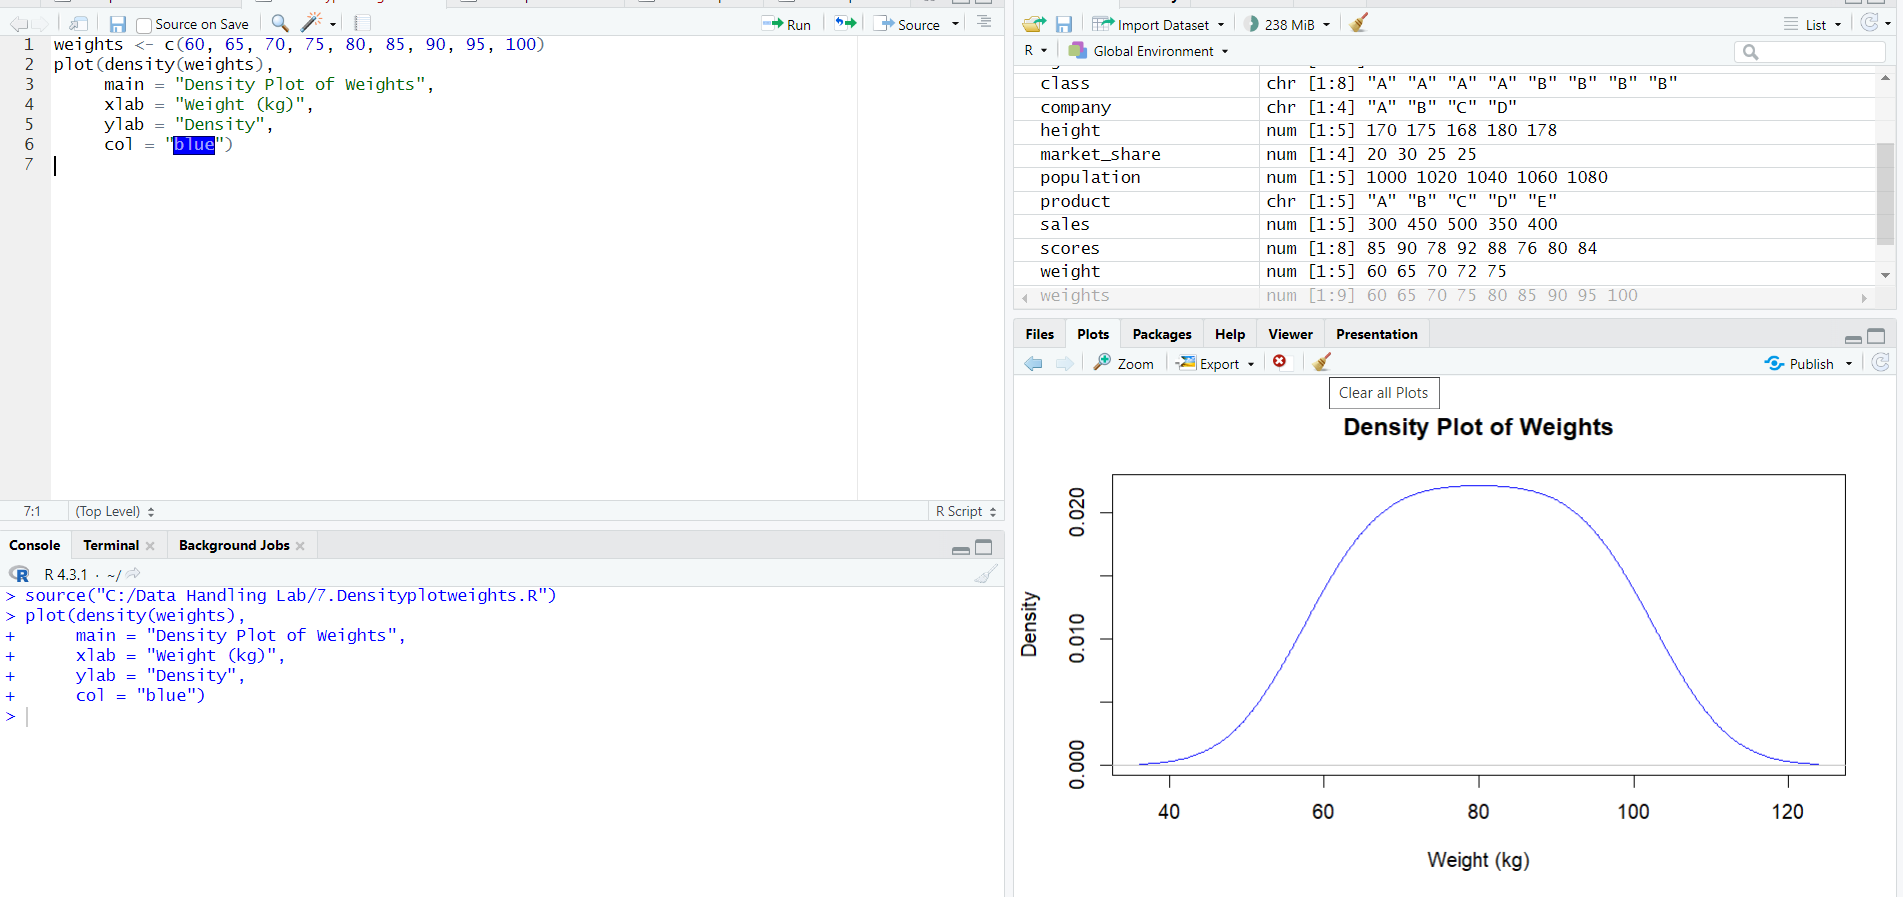 Source on Save
Run
Source
1 weights <- c(60, 65, 70, 75, 80, 85, 90, 95, 100)
2 plot(density(weights),
3 main = "Density Plot of Weights",
4 xlab = "Weight (kg)",
5 ylab = "Density",
6 col = "blue")
7
7:1 (Top Level) R Script
Console Terminal Background Jobs
R R 4.3.1 · ~/
> source("C:/Data Handling Lab/7.Densityplotweights.R")
> plot(density(weights),
+ main = "Density Plot of Weights",
+ xlab = "Weight (kg)",
+ ylab = "Density",
+ col = "blue")
>
Import Dataset 238 MiB List
R Global Environment
class chr [1:8] "A" "A" "A" "A" "B" "B" "B" "B"
company chr [1:4] "A" "B" "C" "D"
height num [1:5] 170 175 168 180 178
market_share num [1:4] 20 30 25 25
population num [1:5] 1000 1020 1040 1060 1080
product chr [1:5] "A" "B" "C" "D" "E"
sales num [1:5] 300 450 500 350 400
scores num [1:8] 85 90 78 92 88 76 80 84
weight num [1:5] 60 65 70 72 75
weights num [1:9] 60 65 70 75 80 85 90 95 100
Files Plots Packages Help Viewer Presentation
Zoom Export Publish
Clear all Plots
Density Plot of Weights
Density
0.020
0.010
0.000
40 60 80 100 120
Weight (kg)